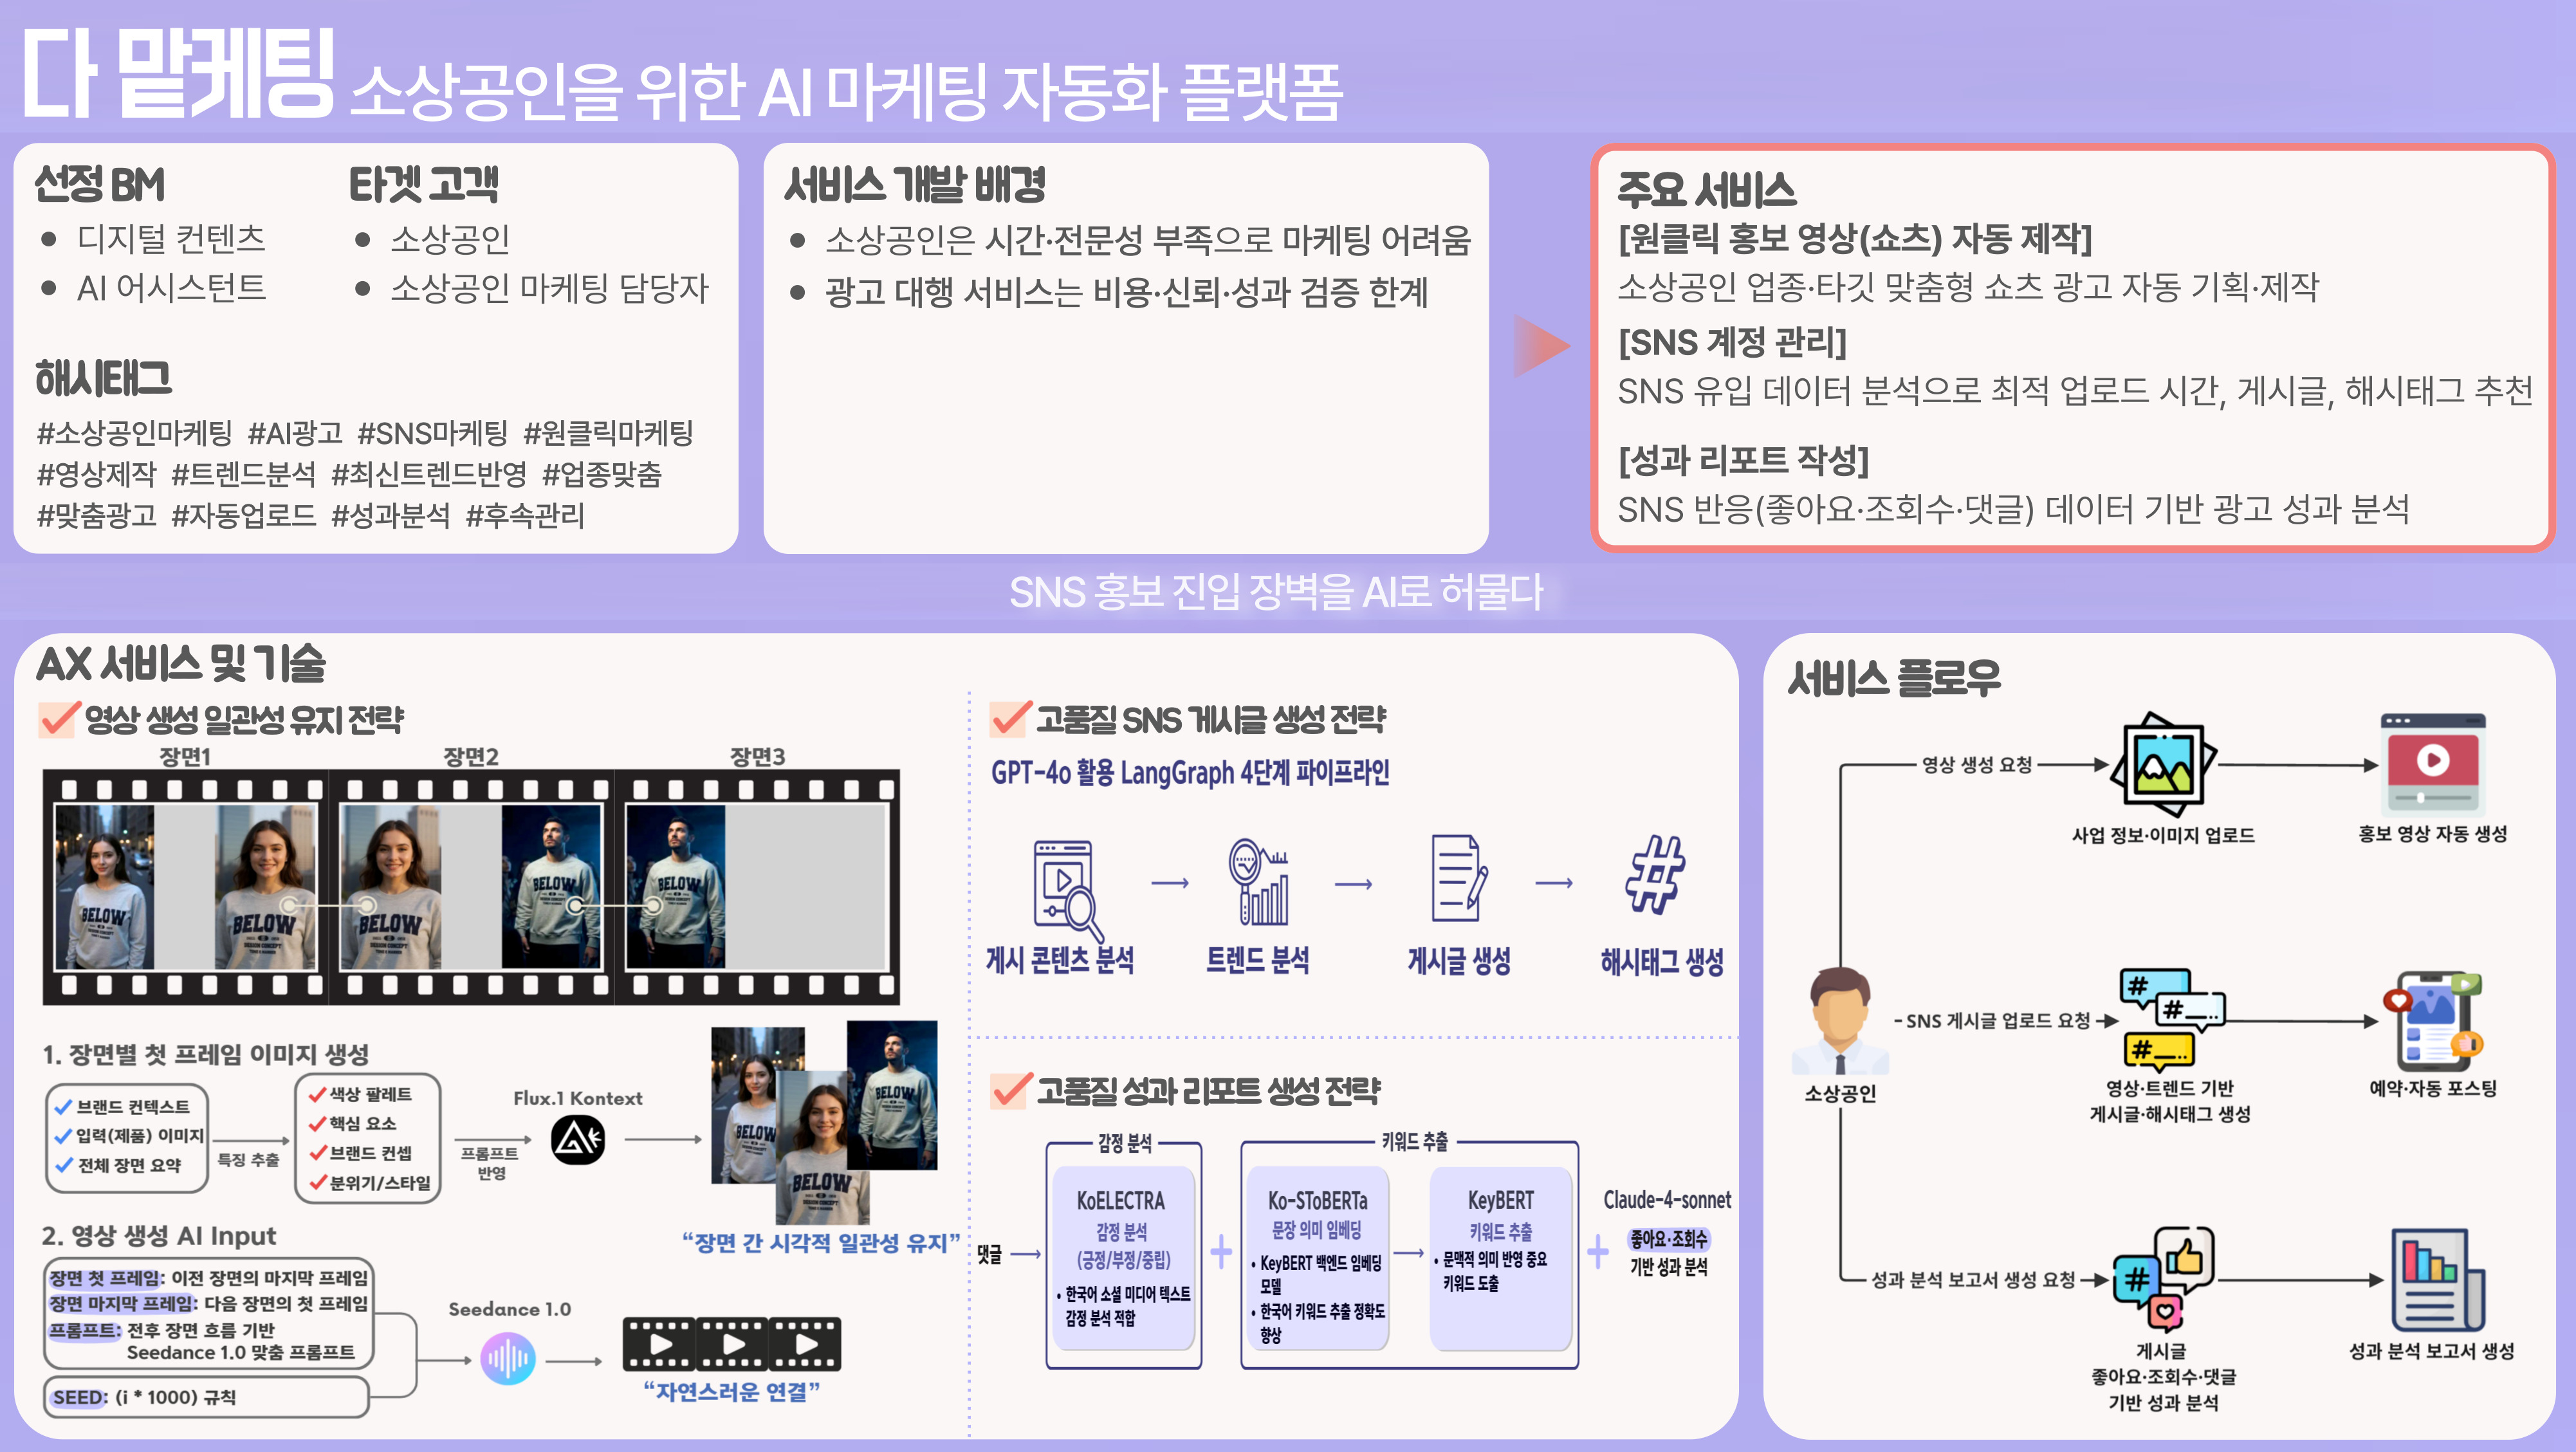 다 맡케팅 소상공인을 위한 AI 마케팅 자동화 플랫폼
선정 BM
디지털 컨텐츠
AI 어시스턴트
타겟 고객
소상공인
소상공인 마케팅 담당자
해시태그
#소상공인마케팅 #AI광고 #SNS마케팅 #원클릭마케팅
#영상제작 #트렌드분석 #최신트렌드반영 #업종맞춤
#맞춤광고 #자동업로드 #성과분석 #후속관리
서비스 개발 배경
소상공인은 시간·전문성 부족으로 마케팅 어려움
광고 대행 서비스는 비용·신뢰·성과 검증 한계
주요 서비스
[원클릭 홍보 영상(쇼츠) 자동 제작]
소상공인 업종·타깃 맞춤형 쇼츠 광고 자동 기획·제작
[SNS 계정 관리]
SNS 유입 데이터 분석으로 최적 업로드 시간, 게시글, 해시태그 추천
[성과 리포트 작성]
SNS 반응(좋아요·조회수·댓글) 데이터 기반 광고 성과 분석
SNS 홍보 진입 장벽을 AI로 허물다
AX 서비스 및 기술
영상 생성 일관성 유지 전략
장면1
장면2
장면3
BELOW
BELOW
BELOW
BELOW
BELOW
1. 장면별 첫 프레임 이미지 생성
브랜드 컨텍스트
입력(제품) 이미지
전체 장면 요약
특징 추출
색상 팔레트
핵심 요소
브랜드 컨셉
분위기/스타일
프롬프트
반영
Flux.1 Kontext
BELOW
BELOW
BELOW
“장면 간 시각적 일관성 유지”
2. 영상 생성 AI Input
장면 첫 프레임: 이전 장면의 마지막 프레임
장면 마지막 프레임: 다음 장면의 첫 프레임
프롬프트: 전후 장면 흐름 기반
Seedance 1.0 맞춤 프롬프트
SEED: (i * 1000) 규칙
Seedance 1.0
“자연스러운 연결”
고품질 SNS 게시글 생성 전략
GPT-4o 활용 LangGraph 4단계 파이프라인
게시 콘텐츠 분석
트렌드 분석
게시글 생성
해시태그 생성
고품질 성과 리포트 생성 전략
댓글
감정 분석
KoELECTRA
감정 분석
(긍정/부정/중립)
• 한국어 소셜 미디어 텍스트
감정 분석 적합
키워드 추출
Ko-SToBERTa
문장 의미 임베딩
• KeyBERT 백엔드 임베딩
모델
• 한국어 키워드 추출 정확도
향상
KeyBERT
키워드 추출
• 문맥적 의미 반영 중요
키워드 도출
Claude-4-sonnet
좋아요·조회수
기반 성과 분석
서비스 플로우
영상 생성 요청
사업 정보·이미지 업로드
홍보 영상 자동 생성
소상공인
SNS 게시글 업로드 요청
영상·트렌드 기반
게시글·해시태그 생성
예약·자동 포스팅
성과 분석 보고서 생성 요청
게시글
좋아요·조회수·댓글
기반 성과 분석
성과 분석 보고서 생성